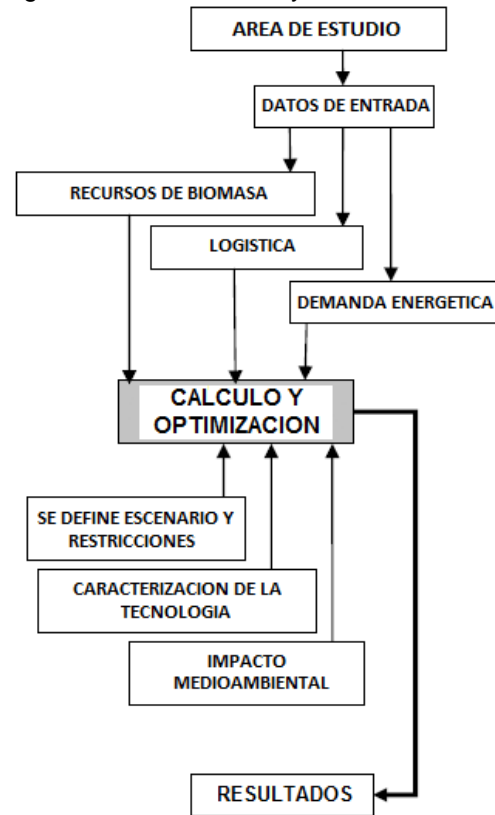 AREA DE ESTUDIO
DATOS DE ENTRADA
RECURSOS DE BIOMASA
LOGISTICA
DEMANDA ENERGETICA
CALCULO Y
OPTIMIZACION
SE DEFINE ESCENARIO Y
RESTRICCIONES
CARACTERIZACION DE LA
TECNOLOGIA
IMPACTO
MEDIOAMBIENTAL
RESULTADOS